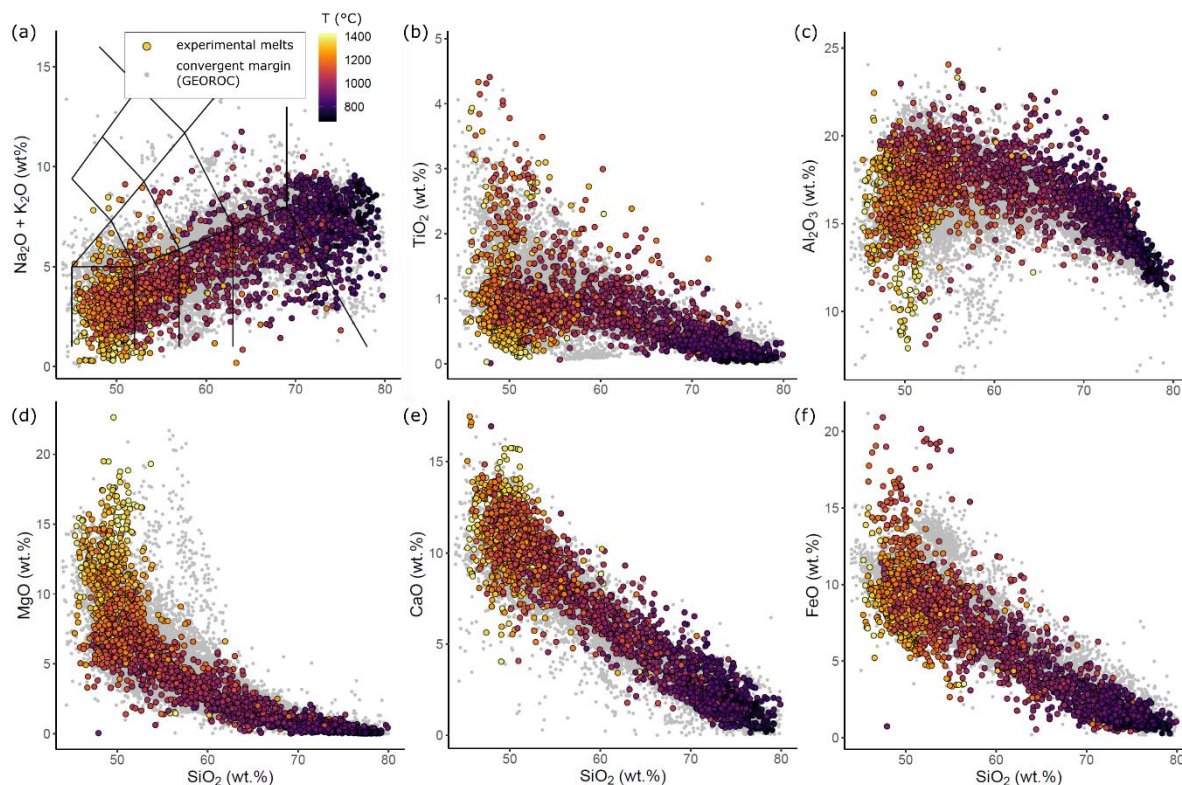 (a)
T (°C)
experimental melts
convergent margin
(GEOROC)
1400
1200
1000
800
15
10
5
0
Na₂O + K₂O (wt%)
50
60
70
80
(b)
5
4
3
2
1
0
TiO₂ (wt.%)
50
60
70
80
(c)
25
20
15
10
Al₂O₃ (wt.%)
50
60
70
80
(d)
20
15
10
5
0
MgO (wt.%)
50
60
70
80
SiO₂ (wt.%)
(e)
15
10
5
0
CaO (wt.%)
50
60
70
80
SiO₂ (wt.%)
(f)
20
15
10
5
0
FeO (wt.%)
50
60
70
80
SiO₂ (wt.%)